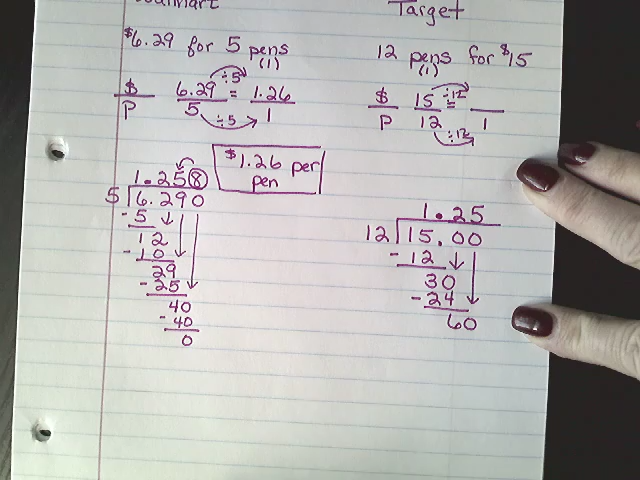 Walmart
$6.29 for 5 pens
(1)
$/P 6.29/5 = 1.26/1
÷5
÷5
$1.26 per
pen
1.258
5 6.290
-5
12
-10
29
-25
40
-40
0
Target
12 pens for $15
(1)
$/P 15/12 = /1
÷12
÷12
1.25
12 15.00
-12
30
-24
60